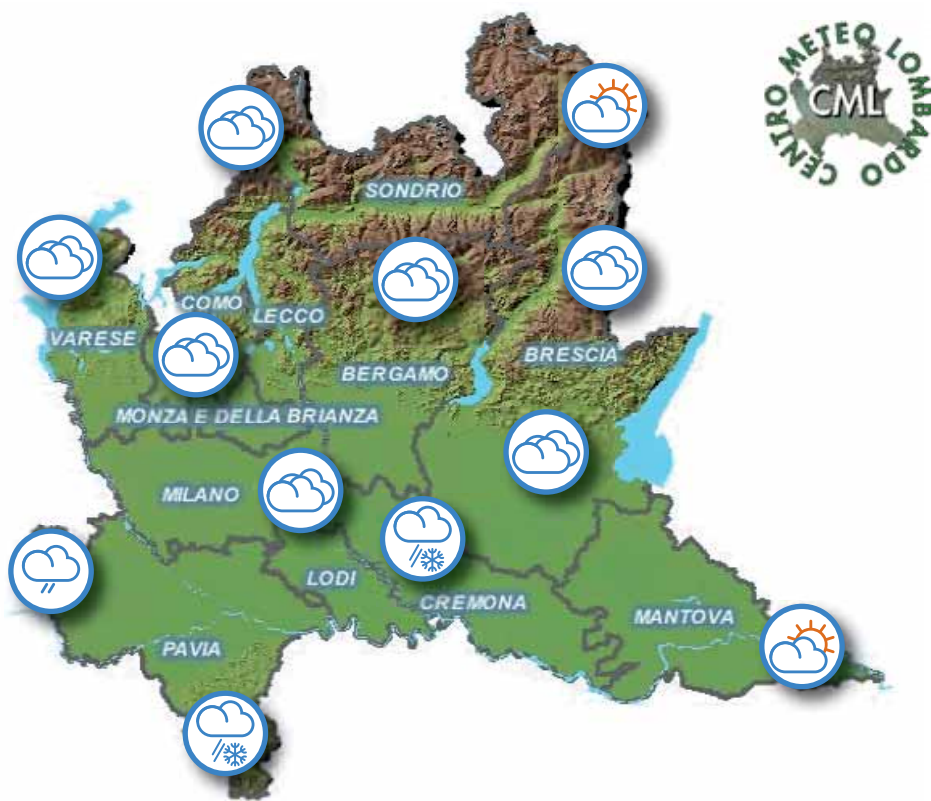 CENTRO METEO LOMBARDO
CML
SONDRIO
COMO
LECCO
VARESE
BRESCIA
BERGAMO
MONZA E DELLA BRIANZA
MILANO
LODI
CREMONA
MANTOVA
PAVIA